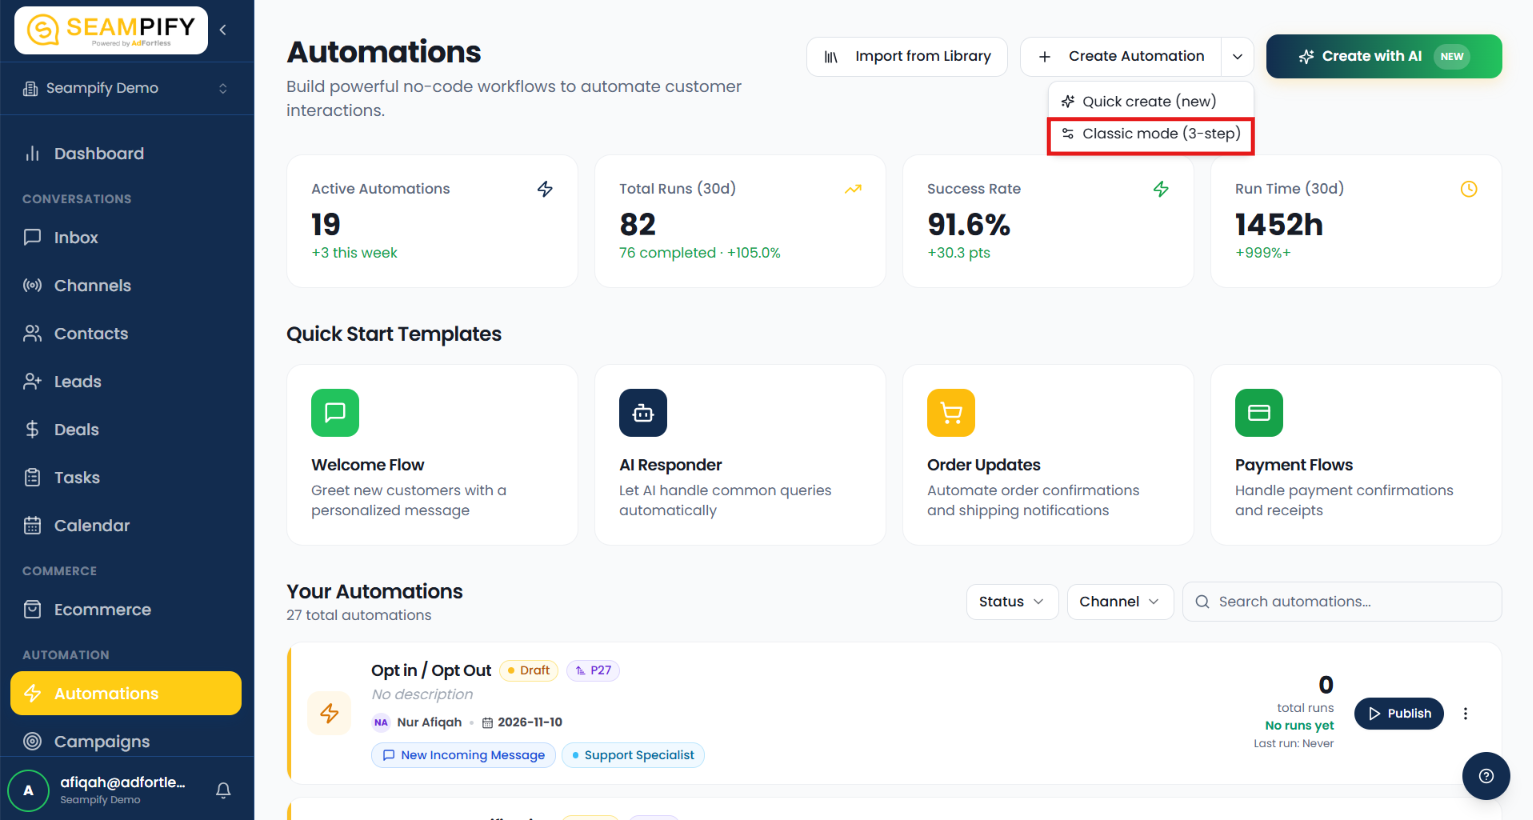 SEAMPIFY
Powered by AdFortless
Seampify Demo
Dashboard
CONVERSATIONS
Inbox
Channels
Contacts
Leads
Deals
Tasks
Calendar
COMMERCE
Ecommerce
AUTOMATION
Automations
Campaigns
A
afiqah@adfortle...
Seampify Demo
Automations
Build powerful no-code workflows to automate customer
interactions.
Import from Library
Create Automation
Create with AI NEW
Quick create (new)
Classic mode (3-step)
Active Automations
19
+3 this week
Total Runs (30d)
82
76 completed · +105.0%
Success Rate
91.6%
+30.3 pts
Run Time (30d)
1452h
+999%+
Quick Start Templates
Welcome Flow
Greet new customers with a
personalized message
AI Responder
Let AI handle common queries
automatically
Order Updates
Automate order confirmations
and shipping notifications
Payment Flows
Handle payment confirmations
and receipts
Your Automations
27 total automations
Status
Channel
Search automations...
Opt in / Opt Out Draft P27
No description
NA Nur Afiqah • 2026-11-10
New Incoming Message Support Specialist
0
total runs
No runs yet
Last run: Never
Publish